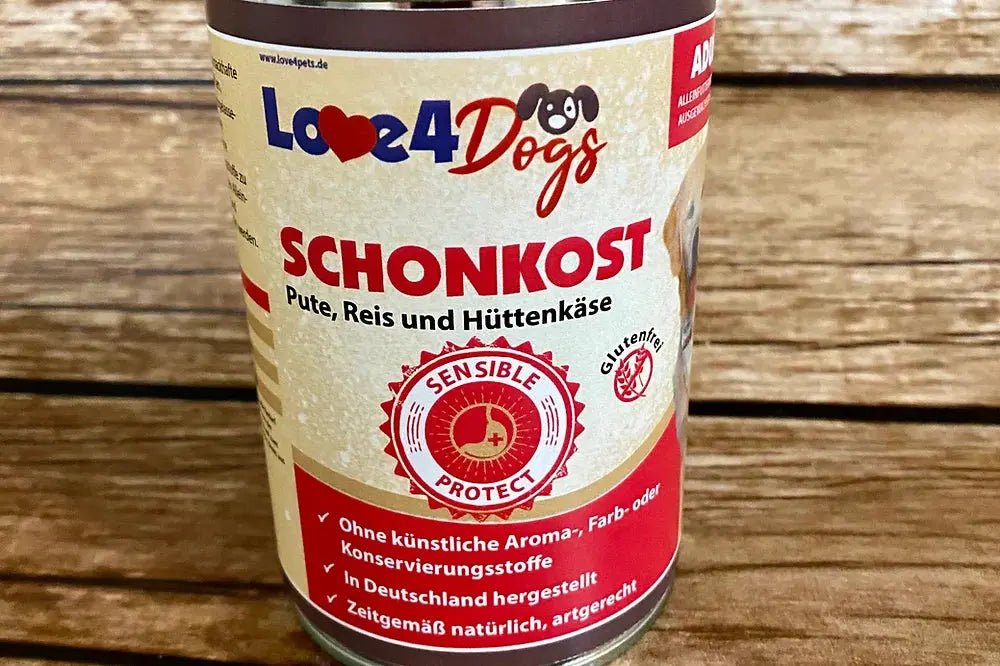 www.love4pets.de
Love4Dogs
SCHONKOST
Pute, Reis und Hüttenkäse
Glutenfrei
SENSIBLE
PROTECT
✓ Ohne künstliche Aroma-, Farb- oder
Konservierungsstoffe
✓ In Deutschland hergestellt
✓ Zeitgemäß natürlich, artgerecht